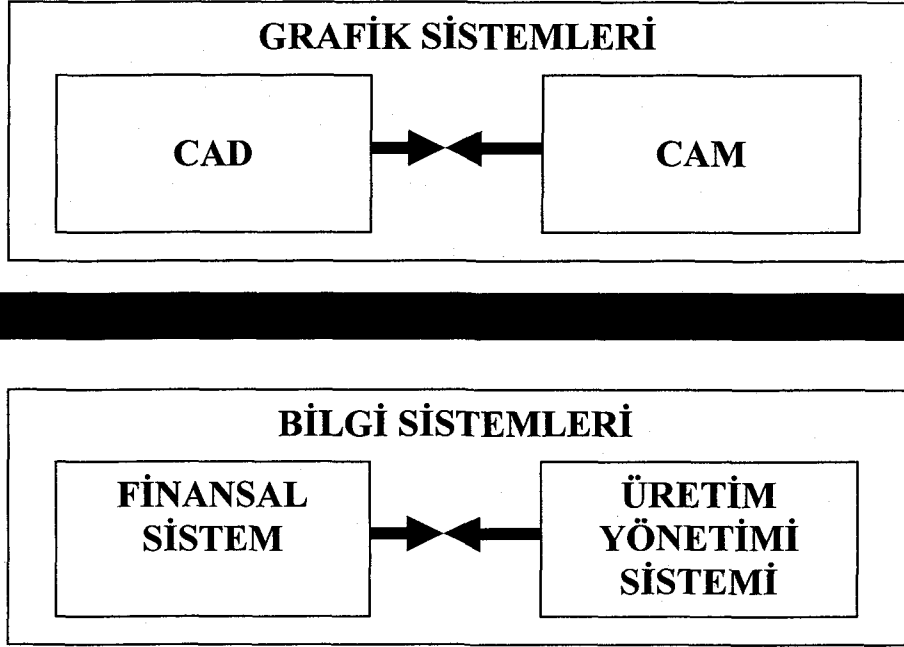 GRAFİK SİSTEMLERİ
CAD
CAM
BİLGİ SİSTEMLERİ
FİNANSAL
SİSTEM
ÜRETİM
YÖNETİMİ
SİSTEMİ